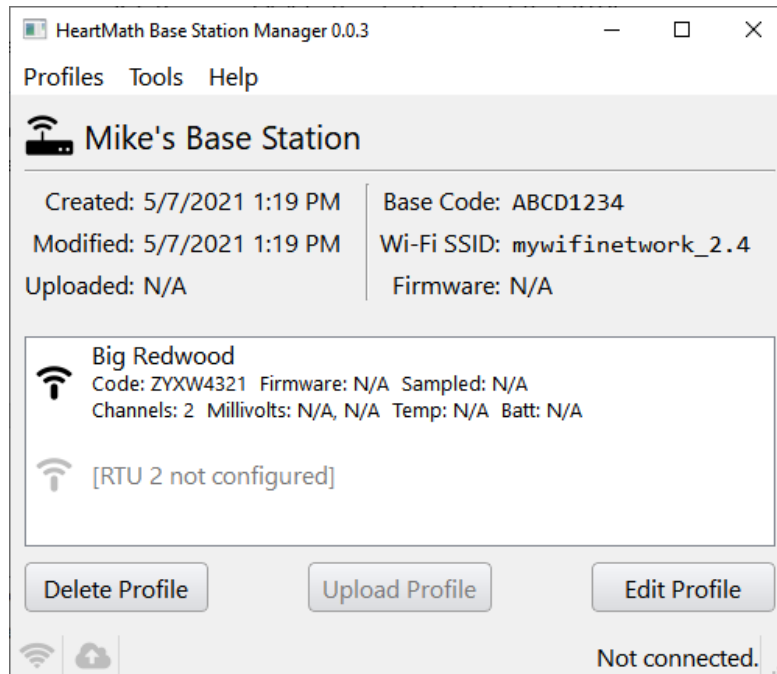 HeartMath Base Station Manager 0.0.3
Profiles Tools Help
Mike's Base Station
Created: 5/7/2021 1:19 PM
Modified: 5/7/2021 1:19 PM
Uploaded: N/A
Base Code: ABCD1234
Wi-Fi SSID: mywifinetwork_2.4
Firmware: N/A
Big Redwood
Code: ZYXW4321 Firmware: N/A Sampled: N/A
Channels: 2 Millivolts: N/A, N/A Temp: N/A Batt: N/A
[RTU 2 not configured]
Delete Profile Upload Profile Edit Profile
Not connected.